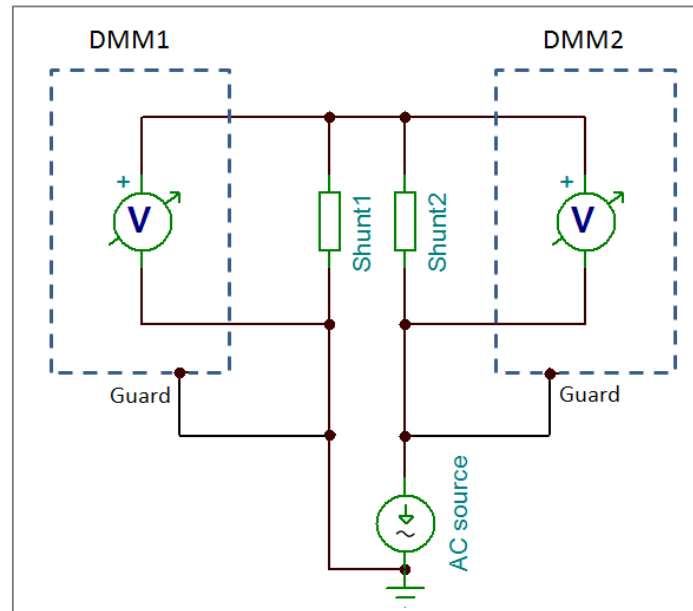 DMM1
DMM2
+
V
Shunt1
Shunt2
+
V
Guard
Guard
AC source
~